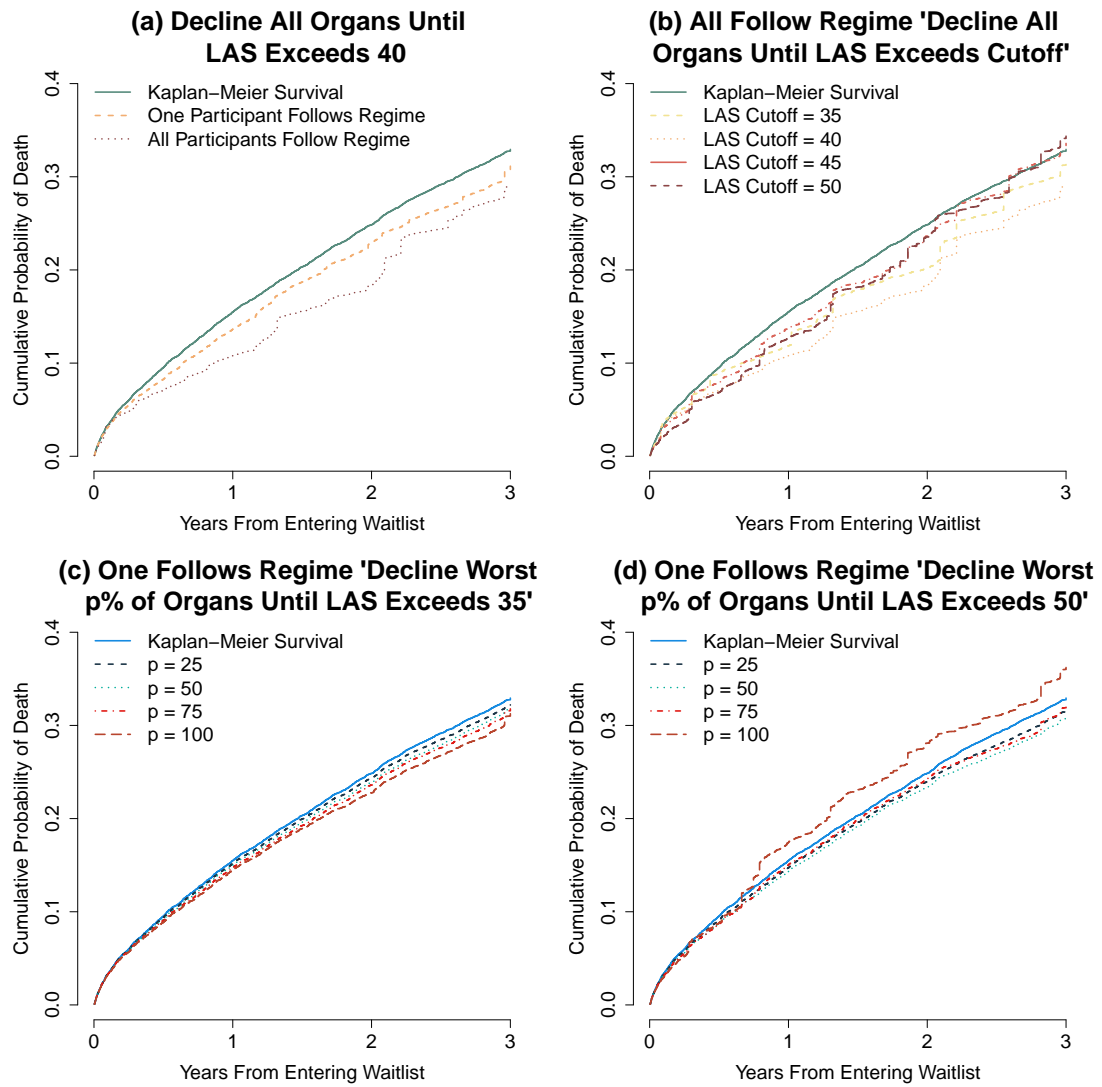 (a) Decline All Organs Until
LAS Exceeds 40
Cumulative Probability of Death
0.4
0.3
0.2
0.1
0.0
Kaplan−Meier Survival
One Participant Follows Regime
All Participants Follow Regime
0 1 2 3
Years From Entering Waitlist
(b) All Follow Regime 'Decline All
Organs Until LAS Exceeds Cutoff'
Cumulative Probability of Death
0.4
0.3
0.2
0.1
0.0
Kaplan−Meier Survival
LAS Cutoff = 35
LAS Cutoff = 40
LAS Cutoff = 45
LAS Cutoff = 50
0 1 2 3
Years From Entering Waitlist
(c) One Follows Regime 'Decline Worst
p% of Organs Until LAS Exceeds 35'
Cumulative Probability of Death
0.4
0.3
0.2
0.1
0.0
Kaplan−Meier Survival
p = 25
p = 50
p = 75
p = 100
0 1 2 3
Years From Entering Waitlist
(d) One Follows Regime 'Decline Worst
p% of Organs Until LAS Exceeds 50'
Cumulative Probability of Death
0.4
0.3
0.2
0.1
0.0
Kaplan−Meier Survival
p = 25
p = 50
p = 75
p = 100
0 1 2 3
Years From Entering Waitlist